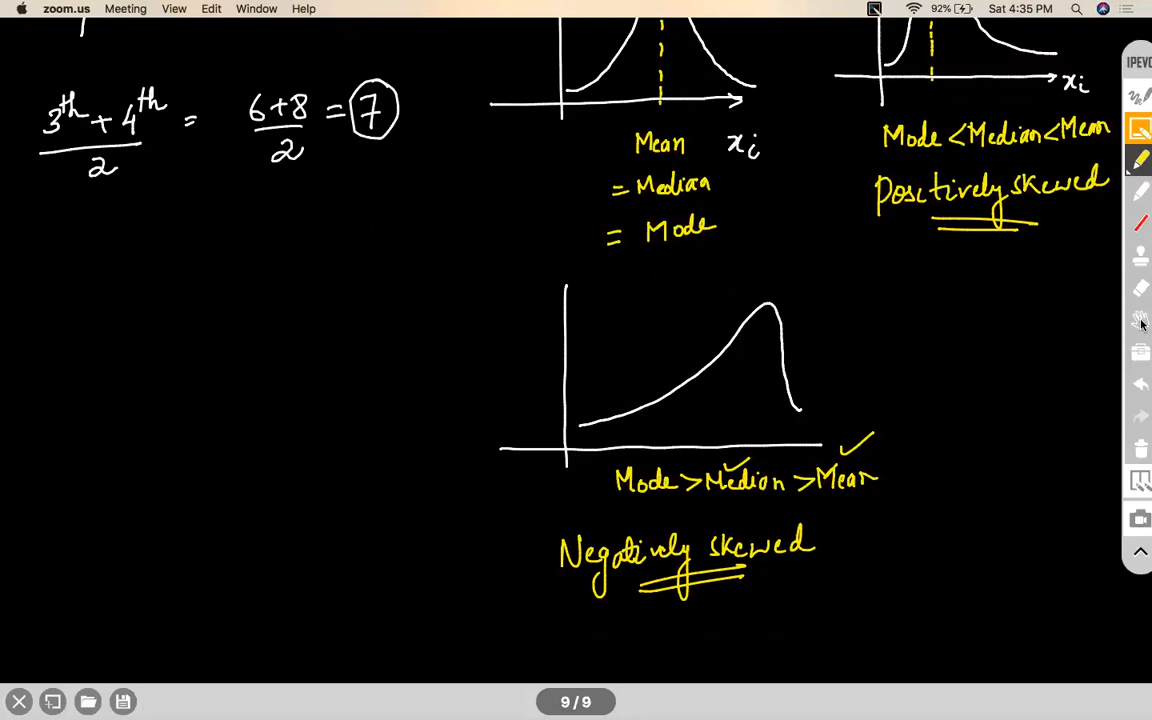 zoom.us Meeting View Edit Window Help 92% Sat 4:35 PM
IPEVO
3th + 4th / 2 = 6+8 / 2 = 7
xi
Mean
= Median
= Mode
xi
Mode < Median < Mean
Positively skewed
Mode > Median > Mean
Negatively skewed
9 / 9